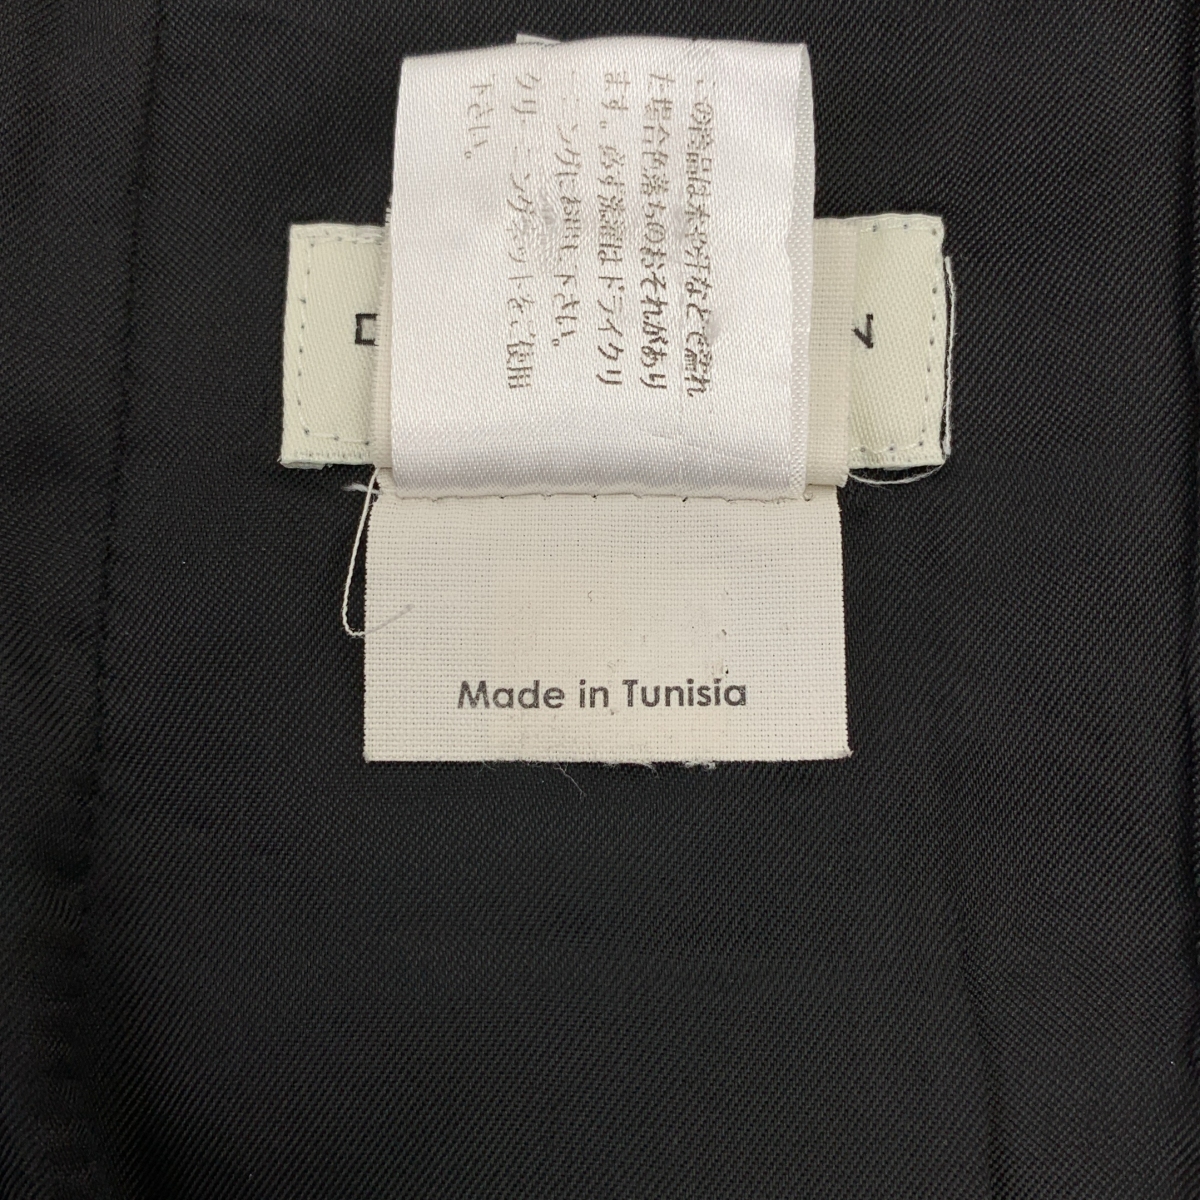 この商品は水や汗などで濡れ
た場合色落ちのおそれがあり
ます。必ず洗濯はドライクリ
ーニングにお出し下さい。
クリーニングネットをご使用
下さい。
Made in Tunisia